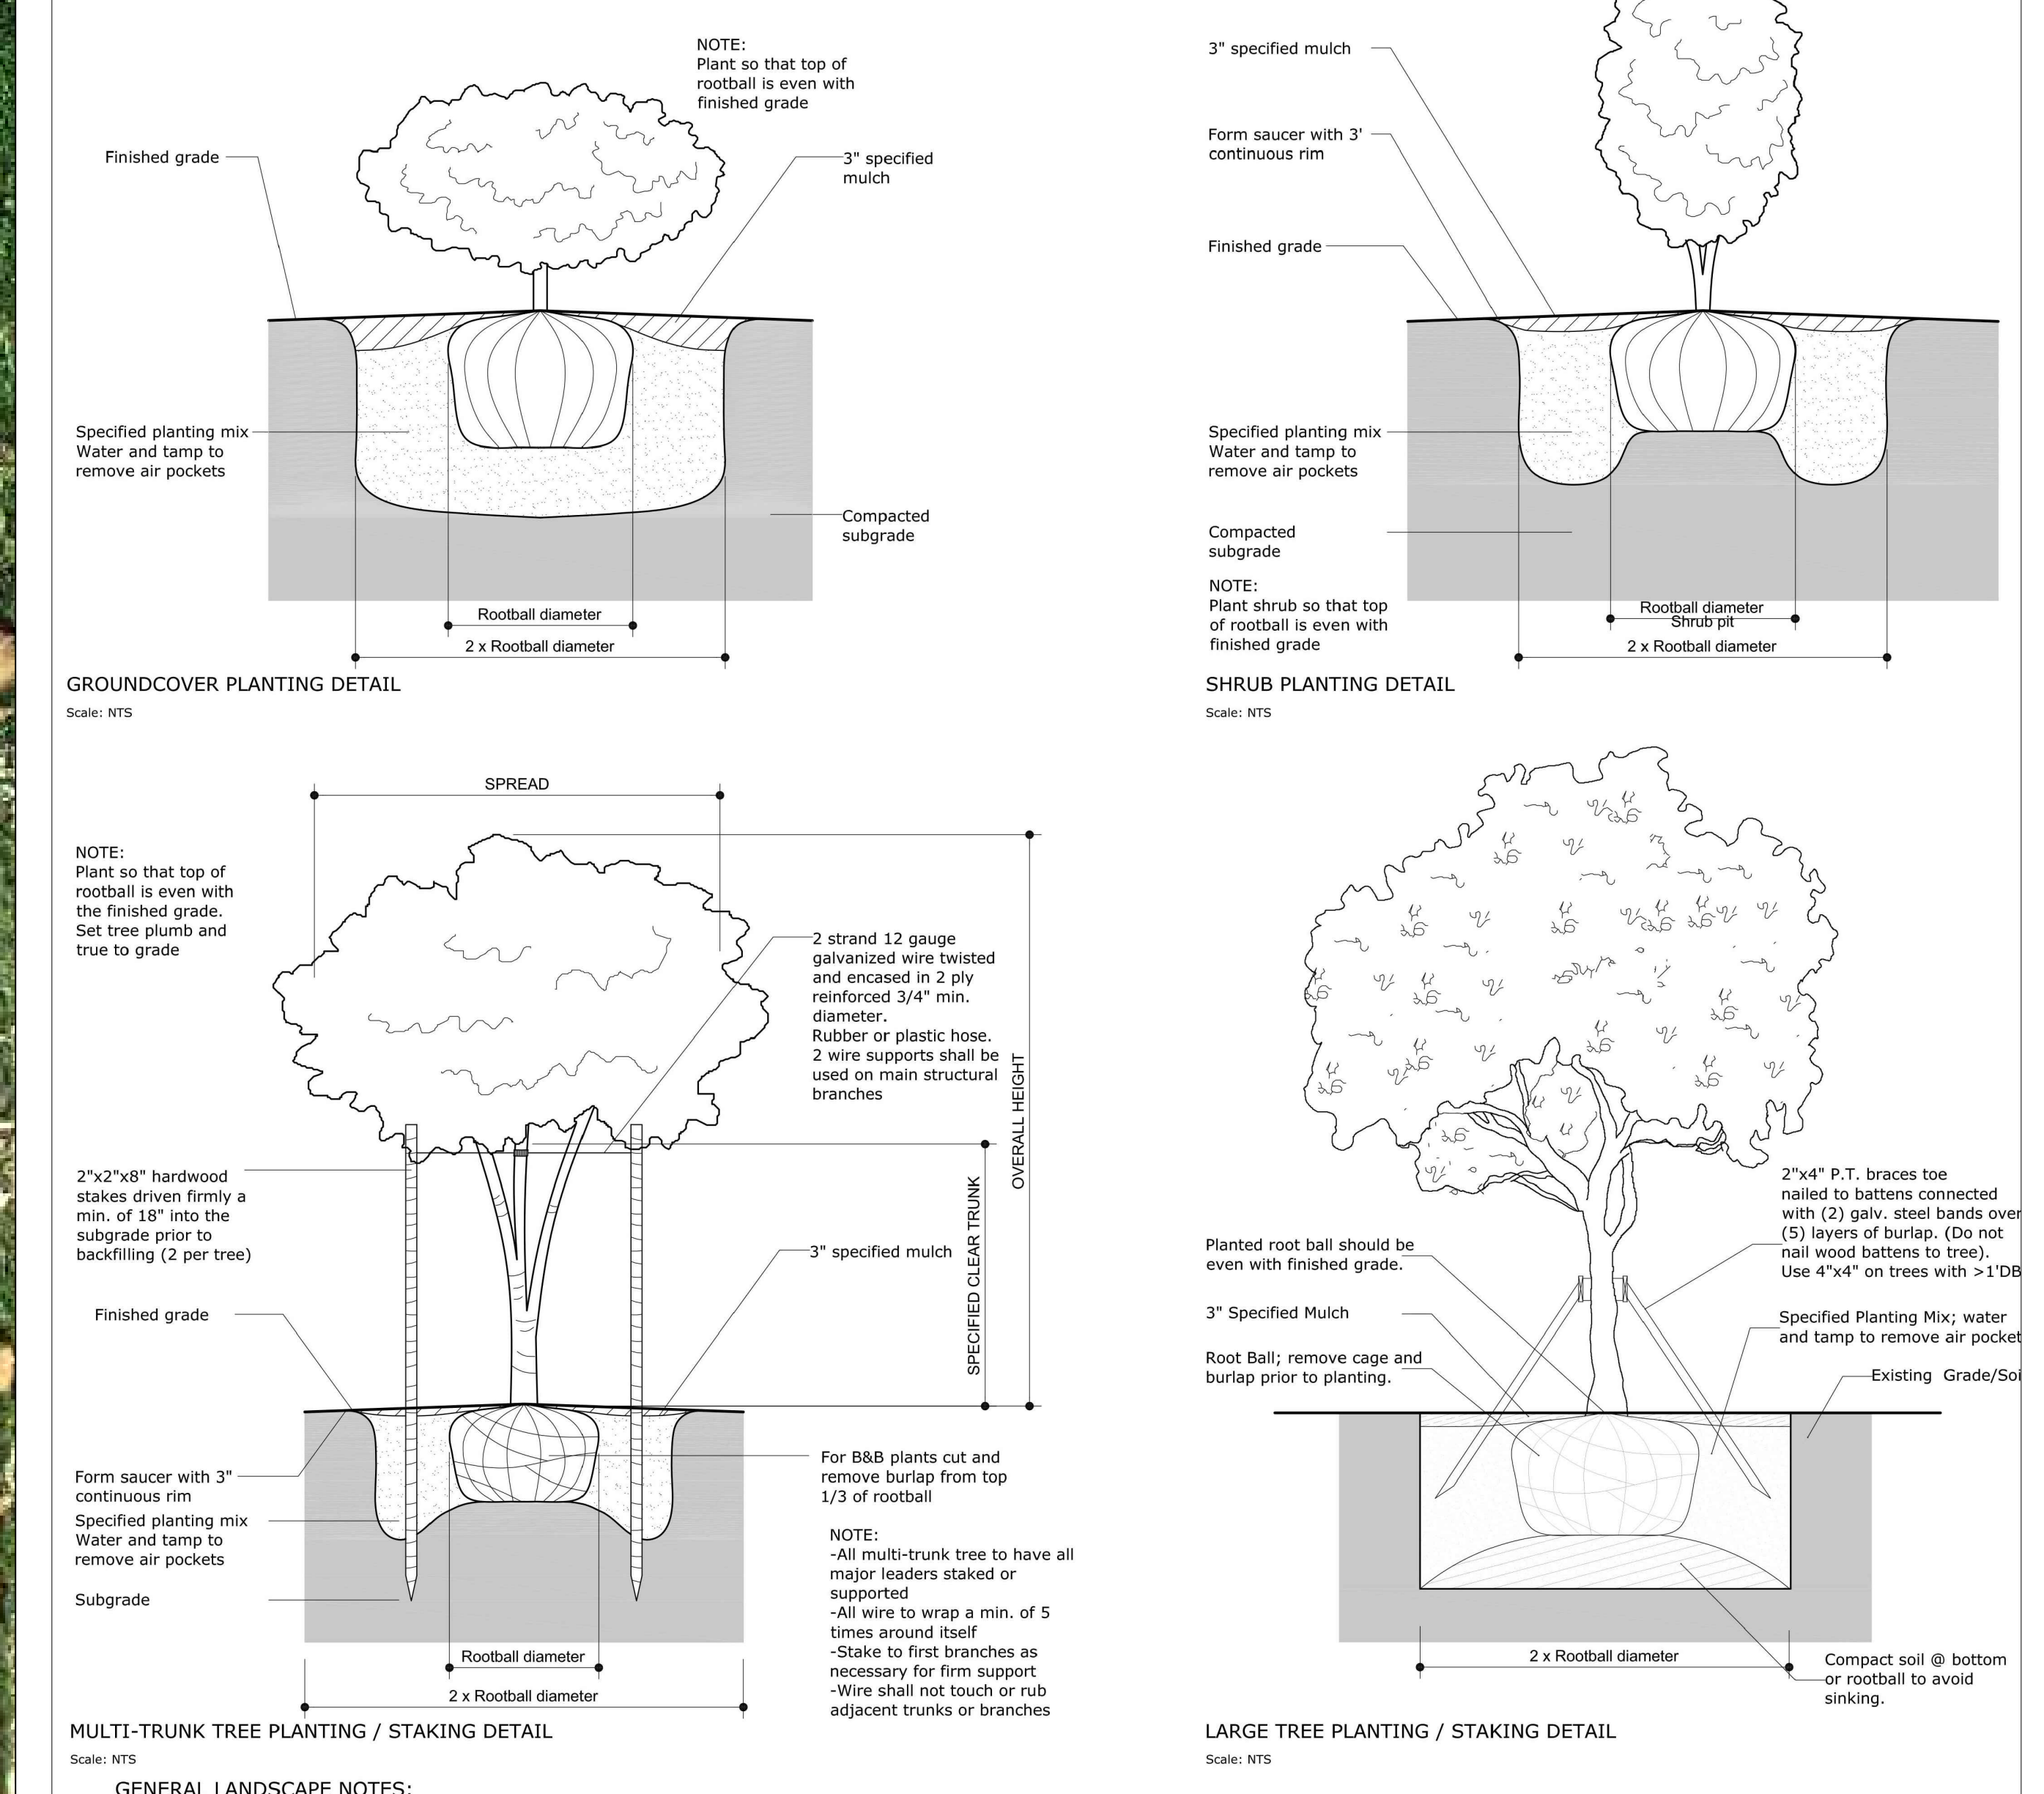 NOTE:
Plant so that top of
rootball is even with
finished grade
Finished grade
3" specified
mulch
Specified planting mix
Water and tamp to
remove air pockets
Compacted
subgrade
Rootball diameter
2 x Rootball diameter
GROUNDCOVER PLANTING DETAIL
Scale: NTS
3" specified mulch
Form saucer with 3'
continuous rim
Finished grade
Specified planting mix
Water and tamp to
remove air pockets
Compacted
subgrade
NOTE:
Plant shrub so that top
of rootball is even with
finished grade
Rootball diameter
Shrub pit
2 x Rootball diameter
SHRUB PLANTING DETAIL
Scale: NTS
SPREAD
NOTE:
Plant so that top of
rootball is even with
the finished grade.
Set tree plumb and
true to grade
2 strand 12 gauge
galvanized wire twisted
and encased in 2 ply
reinforced 3/4" min.
diameter.
Rubber or plastic hose.
2 wire supports shall be
used on main structural
branches
OVERALL HEIGHT
SPECIFIED CLEAR TRUNK
2"x2"x8" hardwood
stakes driven firmly a
min. of 18" into the
subgrade prior to
backfilling (2 per tree)
3" specified mulch
Finished grade
Form saucer with 3"
continuous rim
Specified planting mix
Water and tamp to
remove air pockets
Subgrade
For B&B plants cut and
remove burlap from top
1/3 of rootball
NOTE:
-All multi-trunk tree to have all
major leaders staked or
supported
-All wire to wrap a min. of 5
times around itself
-Stake to first branches as
necessary for firm support
-Wire shall not touch or rub
adjacent trunks or branches
Rootball diameter
2 x Rootball diameter
MULTI-TRUNK TREE PLANTING / STAKING DETAIL
Scale: NTS
Planted root ball should be
even with finished grade.
3" Specified Mulch
Root Ball; remove cage and
burlap prior to planting.
2"x4" P.T. braces toe
nailed to battens connected
with (2) galv. steel bands over
(5) layers of burlap. (Do not
nail wood battens to tree).
Use 4"x4" on trees with >1'DB
Specified Planting Mix; water
and tamp to remove air pocket
Existing Grade/Soi
2 x Rootball diameter
Compact soil @ bottom
or rootball to avoid
sinking.
LARGE TREE PLANTING / STAKING DETAIL
Scale: NTS
GENERAL LANDSCAPE NOTES: